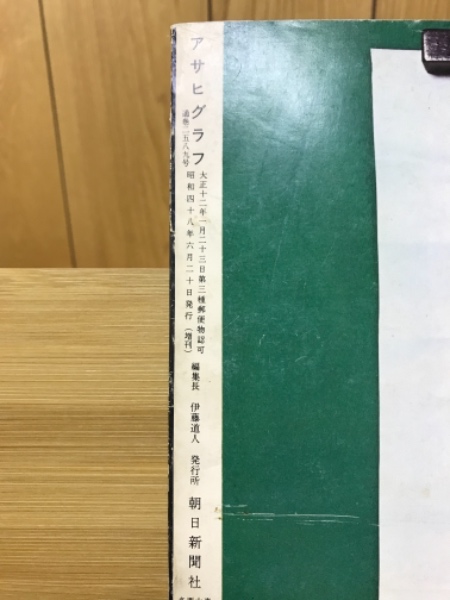 アサヒグラフ
通巻二五八九号
大正十二年一月二十三日第三種郵便物認可
昭和四十八年六月二十日発行（増刊）
編集長 伊藤道人 発行所 朝日新聞社